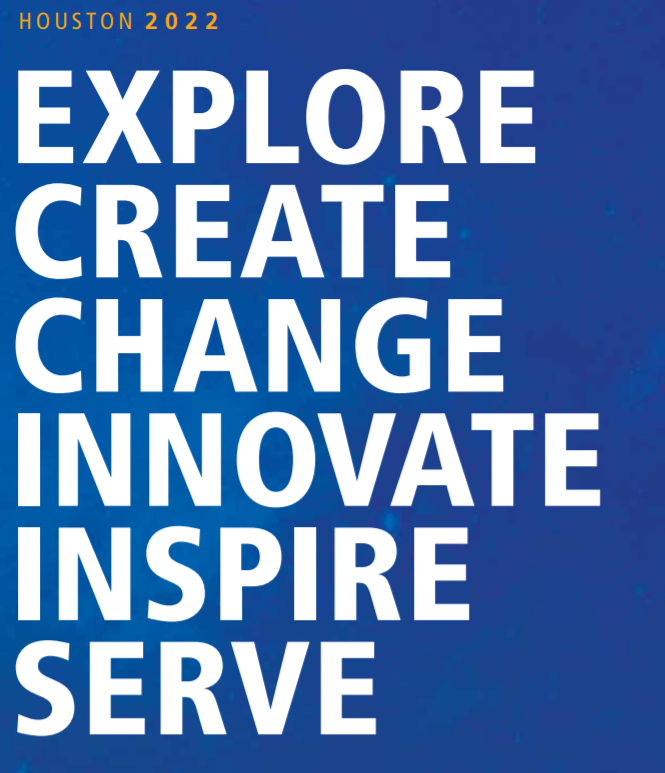 HOUSTON 2022
EXPLORE
CREATE
CHANGE
INNOVATE
INSPIRE
SERVE